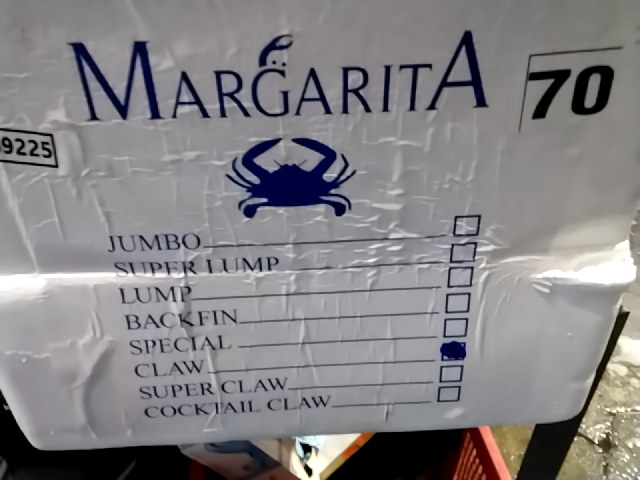 MARGARITA
70
9225
JUMBO
SUPER LUMP
LUMP
BACKFIN
SPECIAL
CLAW
SUPER CLAW
COCKTAIL CLAW